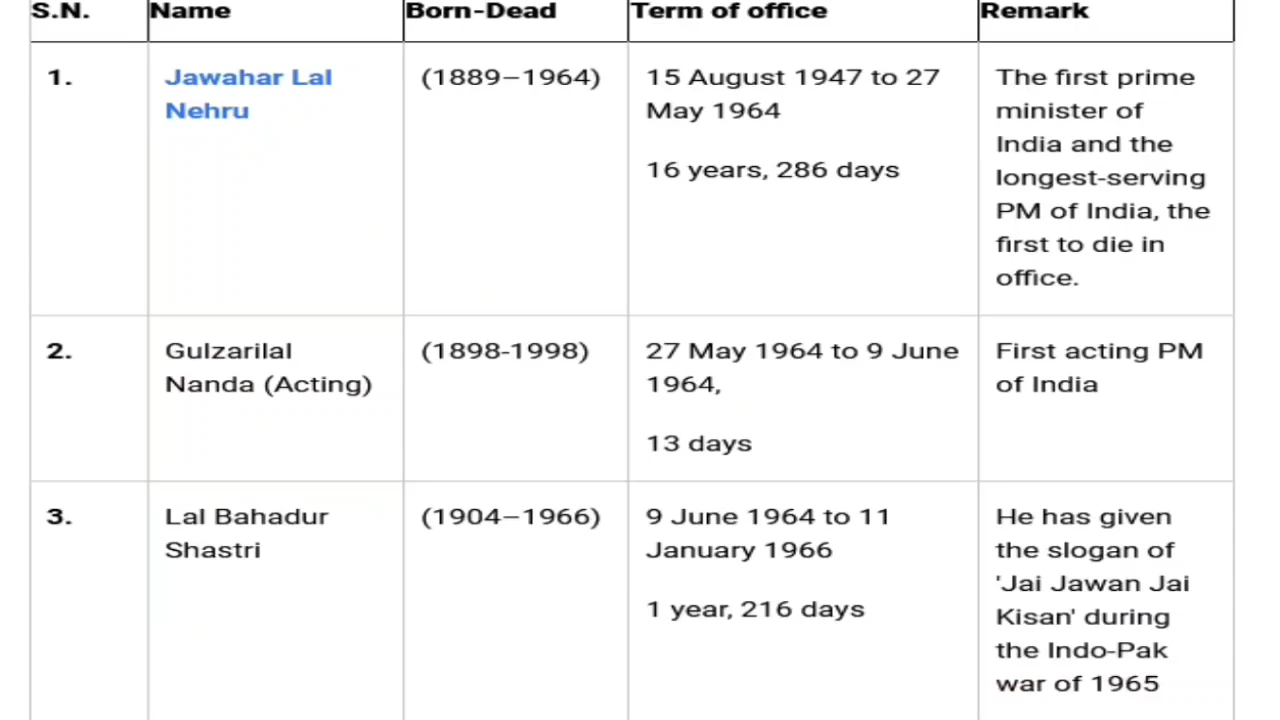 S.N. Name Born-Dead Term of office Remark
1. Jawahar Lal Nehru (1889–1964) 15 August 1947 to 27 May 1964 16 years, 286 days The first prime minister of India and the longest-serving PM of India, the first to die in office.
2. Gulzarilal Nanda (Acting) (1898-1998) 27 May 1964 to 9 June 1964, 13 days First acting PM of India
3. Lal Bahadur Shastri (1904–1966) 9 June 1964 to 11 January 1966 1 year, 216 days He has given the slogan of 'Jai Jawan Jai Kisan' during the Indo-Pak war of 1965